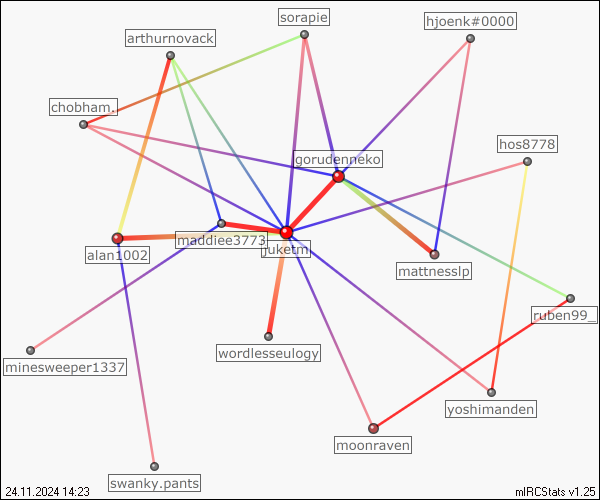 sorapie
hjoenk#0000
arthurnovack
chobham.
hos8778
gorudenneko
maddiee3773
alan1002
mattnesslp
ruben99_
wordlesseulogy
minesweeper1337
yoshimanden
moonraven
swanky.pants
24.11.2024 14:23
mIRCStats v1.25